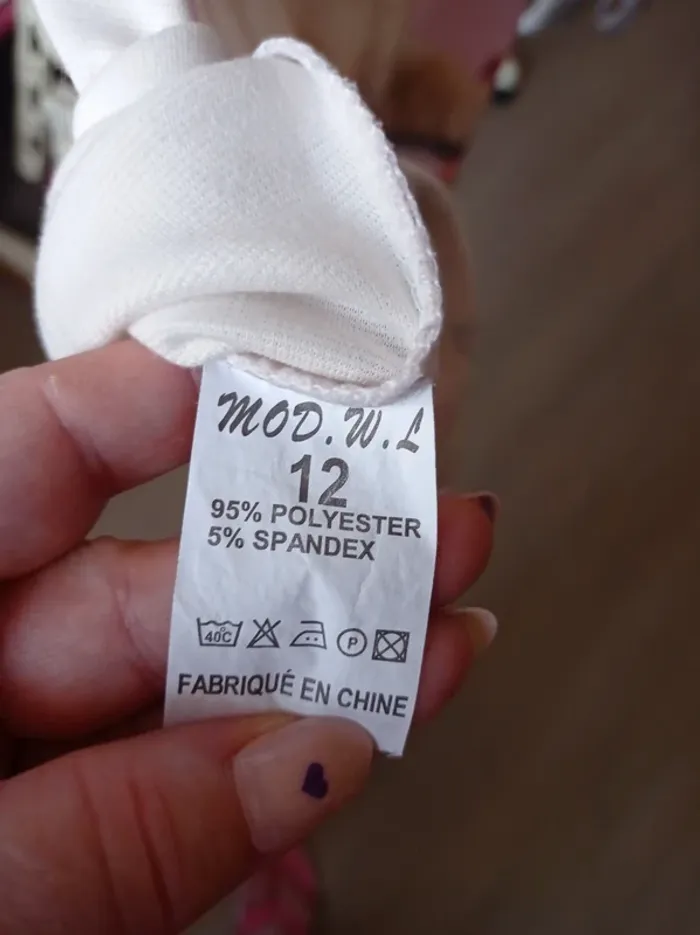 MOD.W.L
12
95% POLYESTER
5% SPANDEX
40C P
FABRIQUÉ EN CHINE